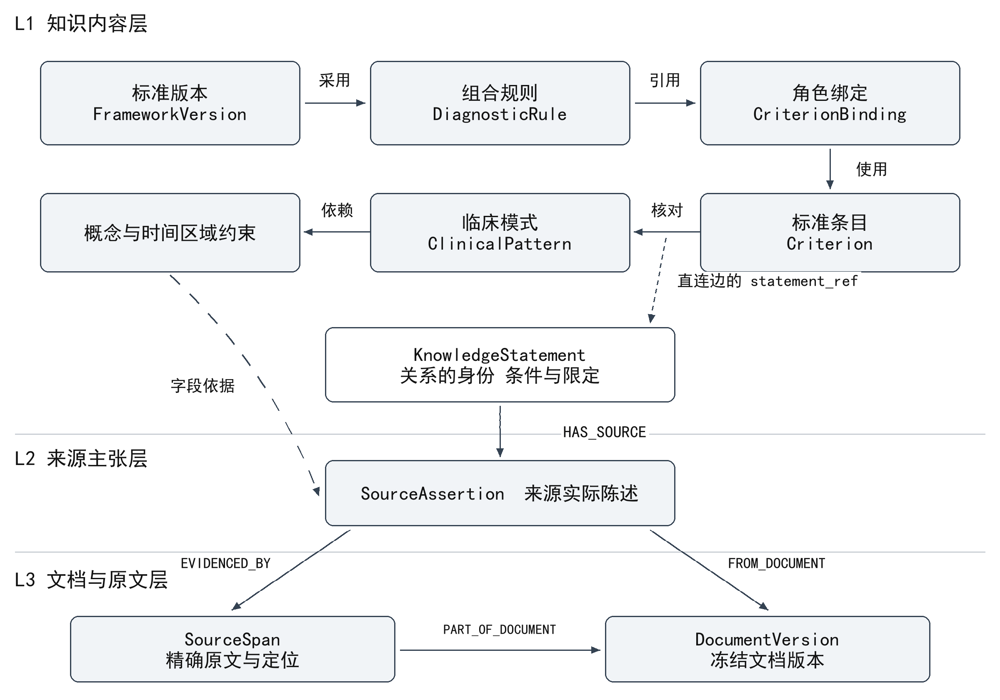 L1 知识内容层
标准版本
FrameworkVersion
采用
组合规则
DiagnosticRule
引用
角色绑定
CriterionBinding
使用
概念与时间区域约束
依赖
临床模式
ClinicalPattern
核对
标准条目
Criterion
直连边的 statement_ref
KnowledgeStatement
关系的身份 条件与限定
字段依据
HAS_SOURCE
L2 来源主张层
SourceAssertion 来源实际陈述
EVIDENCED_BY
FROM_DOCUMENT
L3 文档与原文层
SourceSpan
精确原文与定位
PART_OF_DOCUMENT
DocumentVersion
冻结文档版本